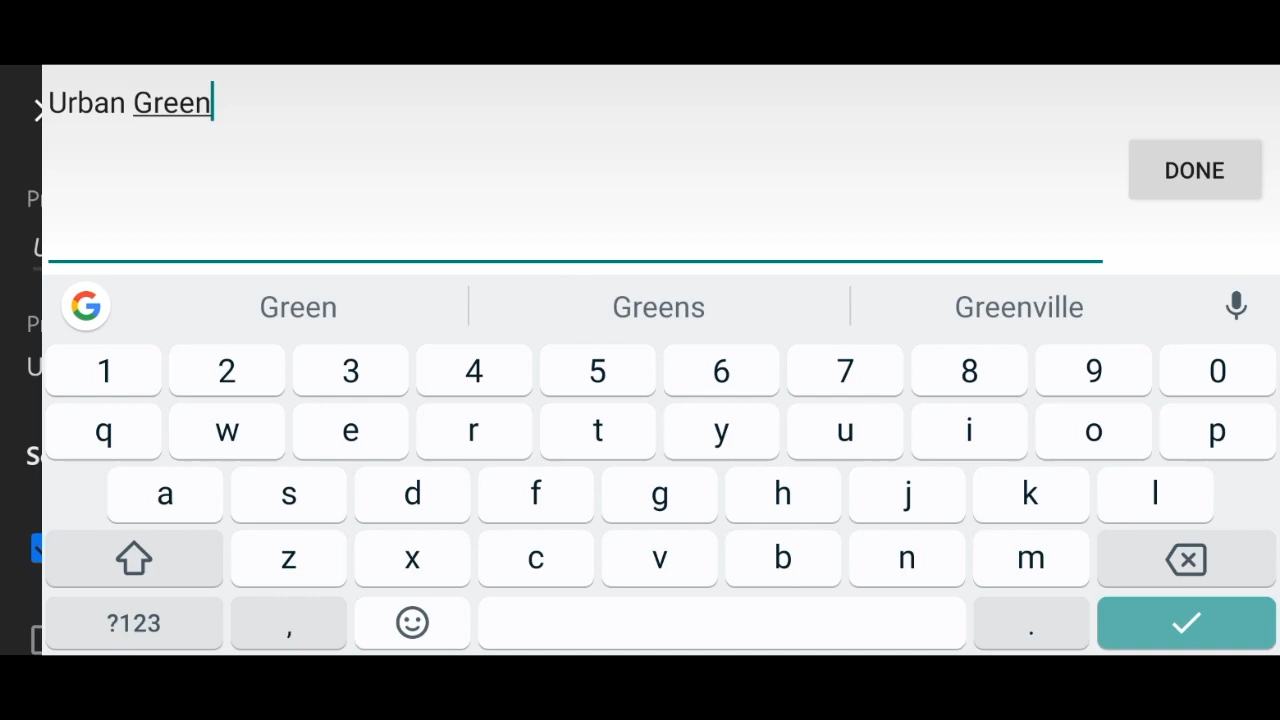 Urban Green
DONE
Green Greens Greenville
1 2 3 4 5 6 7 8 9 0
q w e r t y u i o p
a s d f g h j k l
z x c v b n m
?123 , .